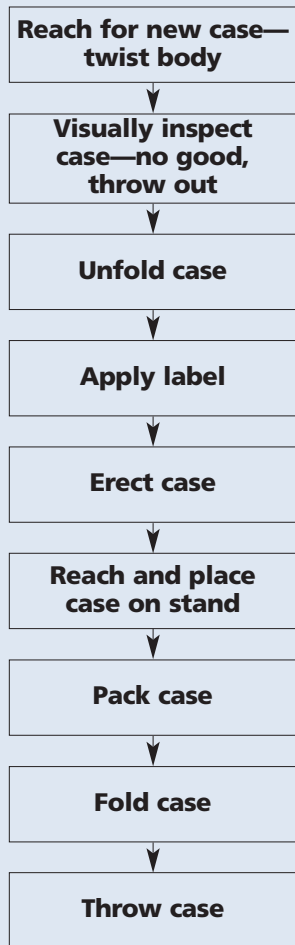 Reach for new case—
twist body
Visually inspect
case—no good,
throw out
Unfold case
Apply label
Erect case
Reach and place
case on stand
Pack case
Fold case
Throw case